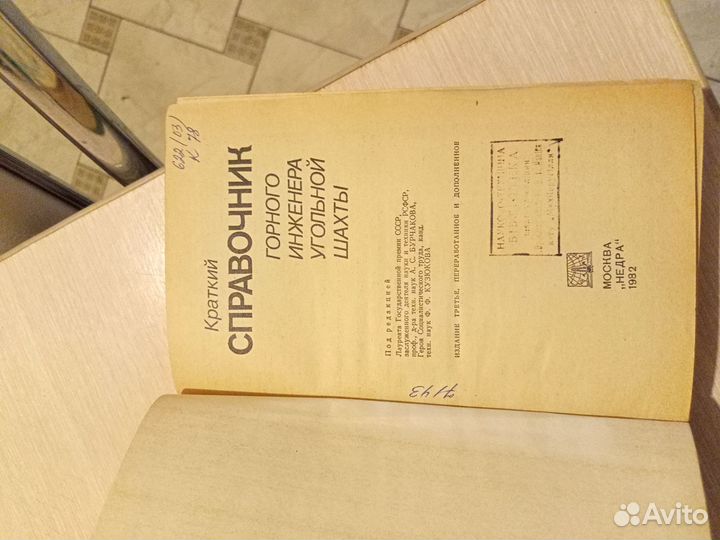 622(03)
К 78
Краткий
СПРАВОЧНИК
ГОРНОГО
ИНЖЕНЕРА
УГОЛЬНОЙ
ШАХТЫ
Под редакцией
Лауреата Государственной премии СССР,
заслуженного деятеля науки и техники РСФСР,
проф., д-ра техн. наук А. С. БУРЧАКОВА,
Героя Социалистического труда, канд.
техн. наук Ф. Ф. КУЗЮКОВА
ИЗДАНИЕ ТРЕТЬЕ, ПЕРЕРАБОТАННОЕ И ДОПОЛНЕННОЕ
БИБЛИОТЕКА
МОСКВА
„НЕДРА"
1982
7143
Avito